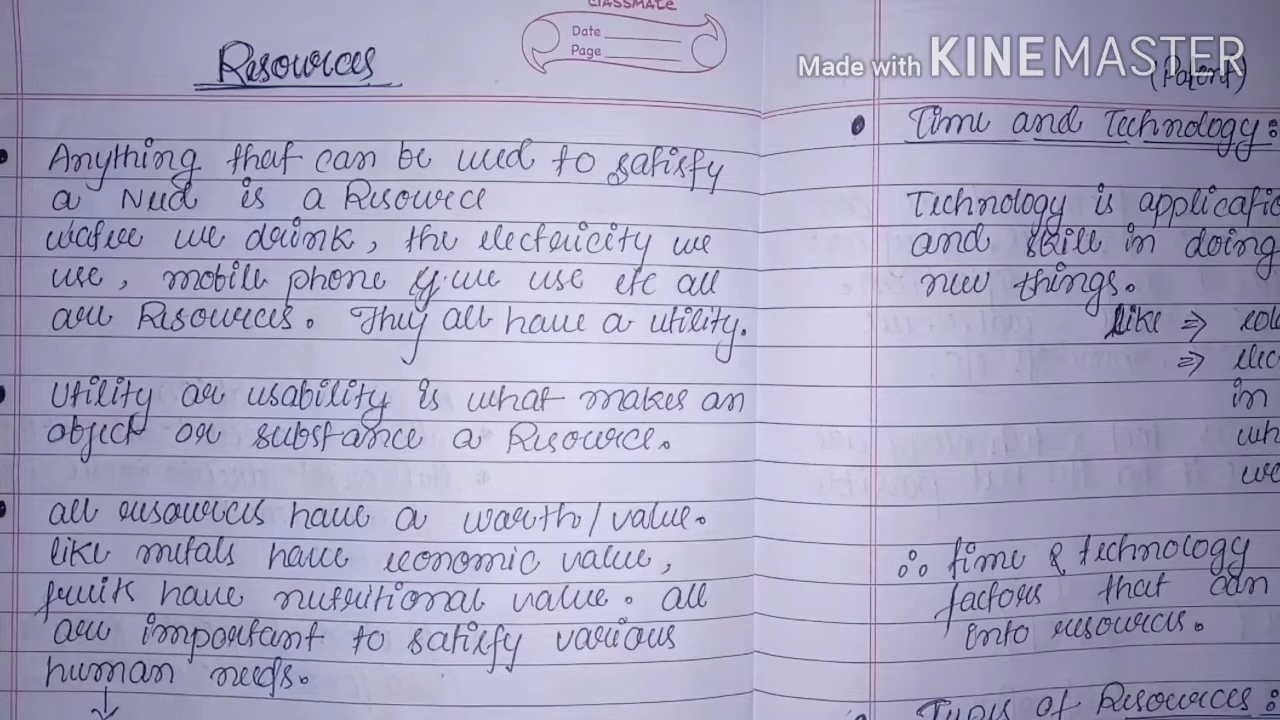 classmate
Date
Page
Made with KINEMASTER
Resources
Anything that can be used to satisfy
a Need is a Resource
water we drink, the electricity we
use, mobile phone we use etc all
are Resources. They all have a utility.
Utility or usability is what makes an
object or substance a Resource.
all resources have a worth/value.
like metals have economic value,
fruits have nutritional value. all
are important to satisfy various
human needs.
(Patent)
Time and Technology:
Technology is applicatio
and skill in doing
new things.
like ⇒
⇒ elec
in
wh
we
∴ time & technology
factors that can
into resources.
Types of Resources: